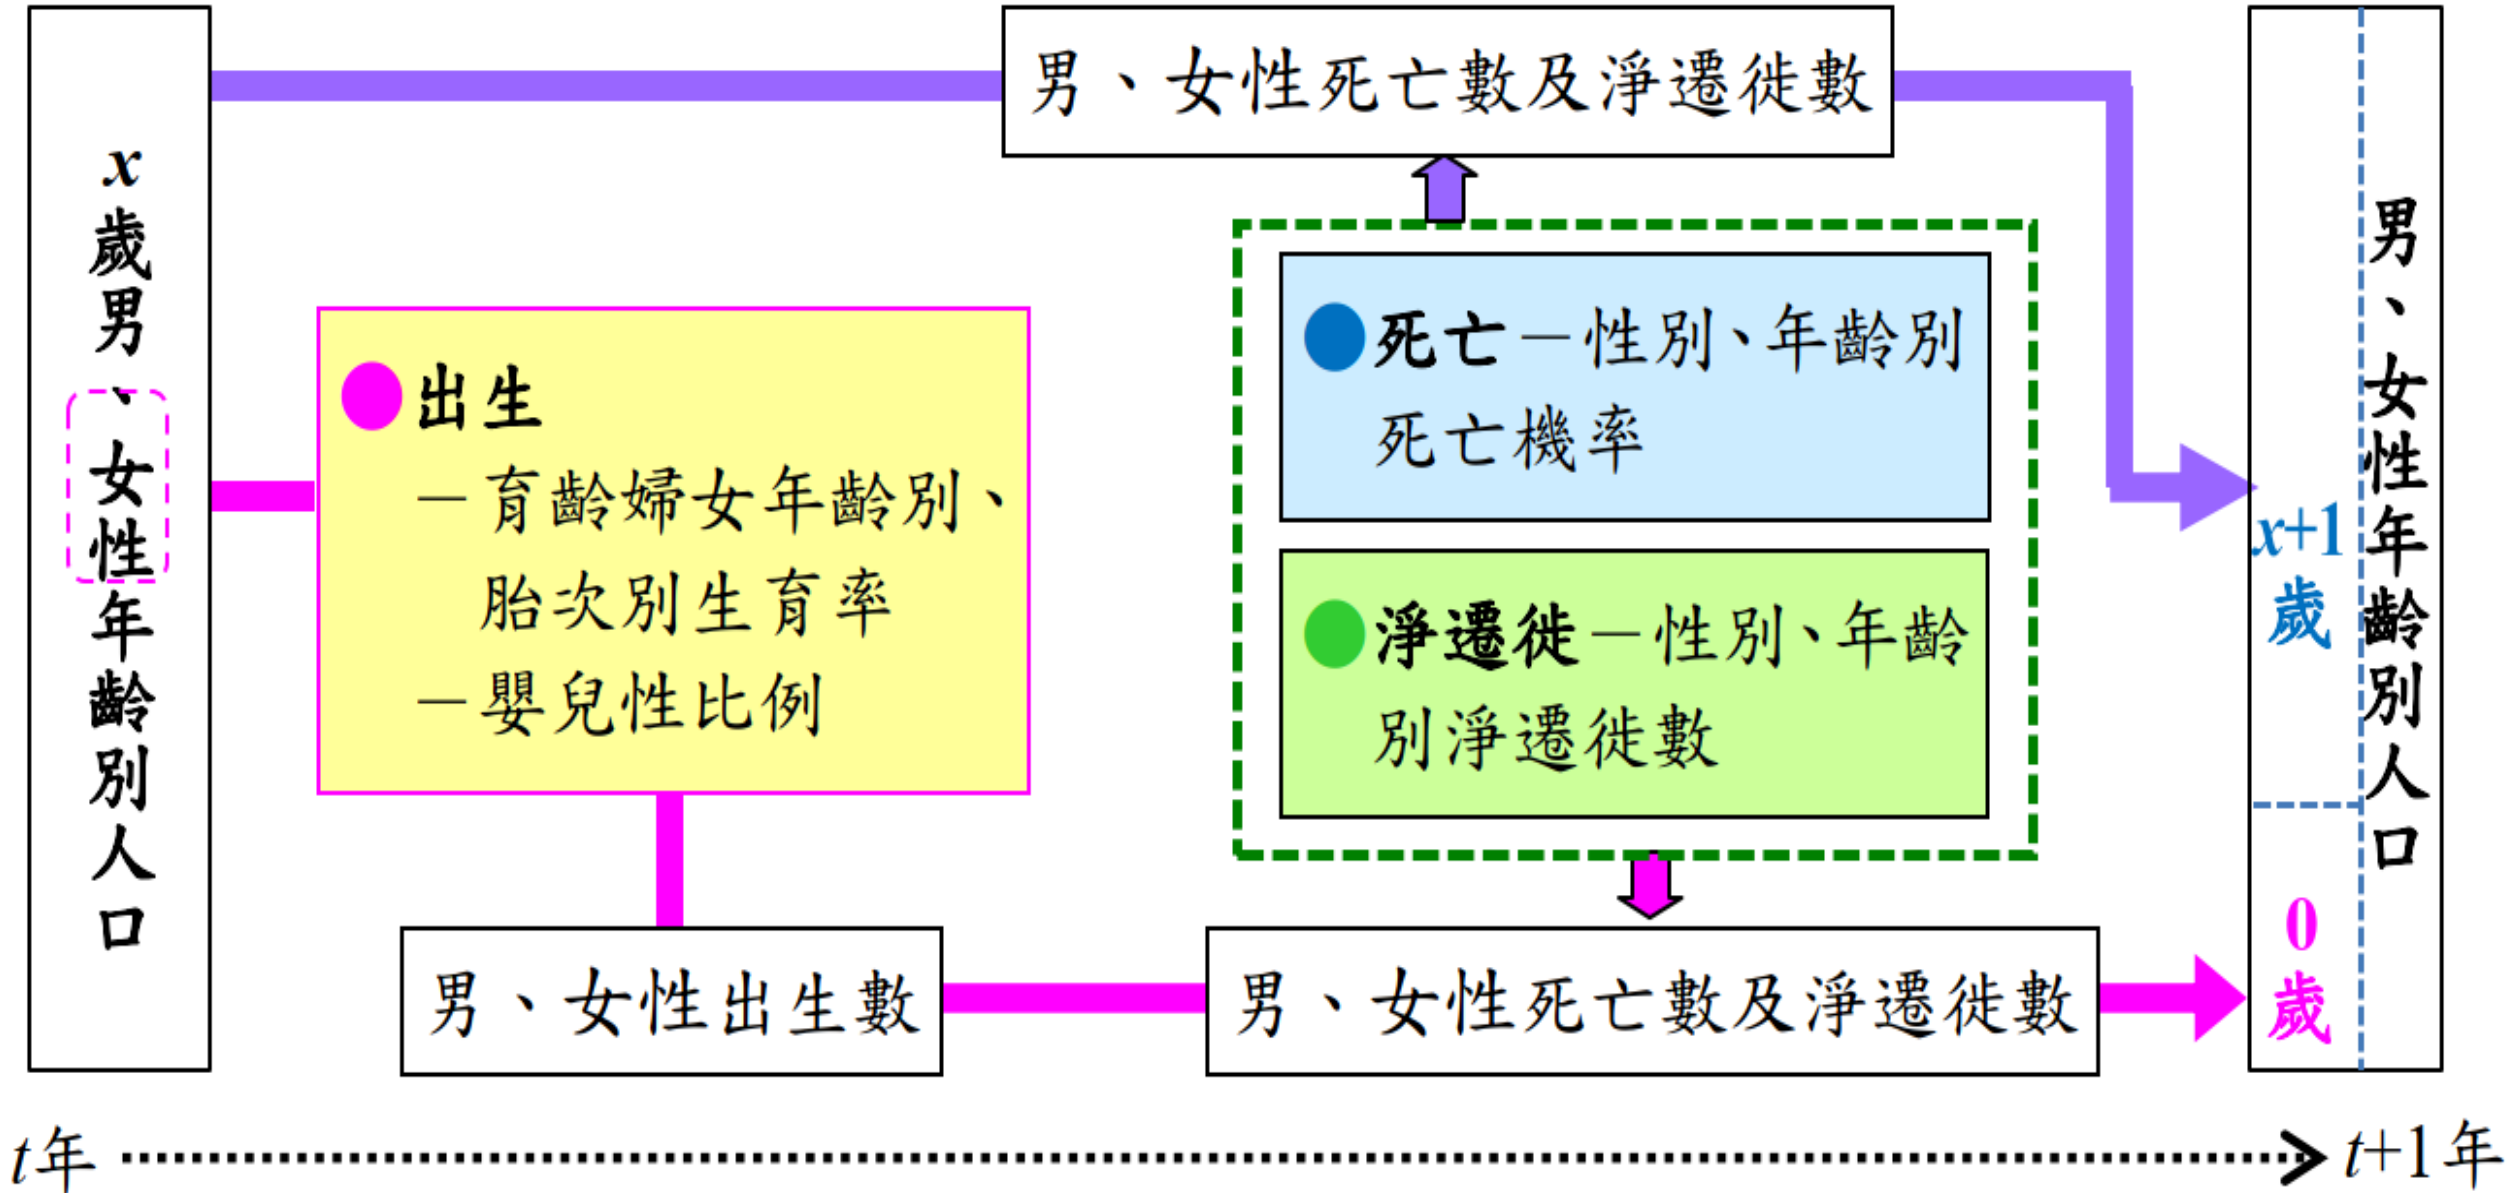 x歲男、女性年齡別人口
男、女性死亡數及淨遷徙數
●出生
－育齡婦女年齡別、
胎次別生育率
－嬰兒性比例
●死亡－性別、年齡別
死亡機率
●淨遷徙－性別、年齡
別淨遷徙數
男、女性出生數
男、女性死亡數及淨遷徙數
x+1
歲
0
歲
男、女性年齡別人口
t年
t+1年